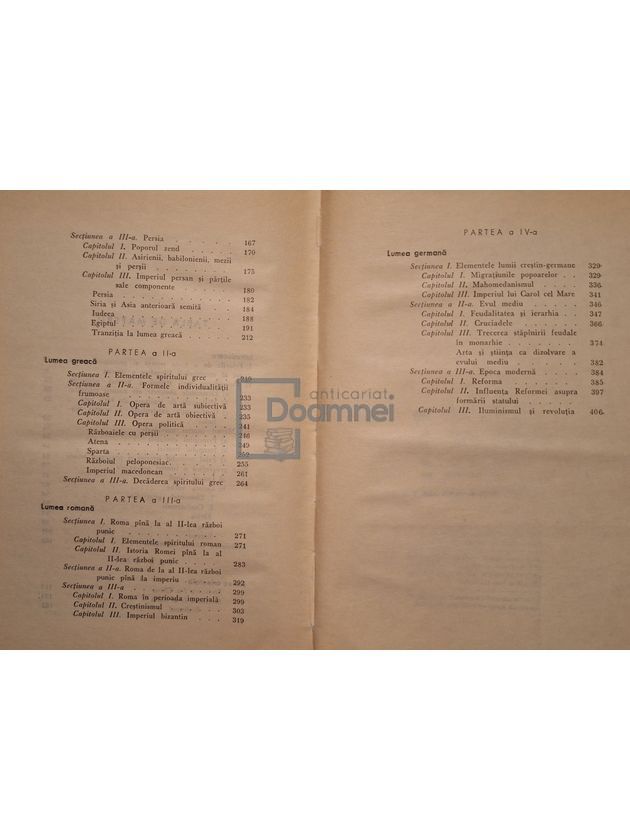 Secțiunea a III-a. Persia . . . . . . 167
Capitolul I. Poporul zend . . . . . 170
Capitolul II. Asirienii, babilonienii, mezii
și perșii . . . . . . . . . 175
Capitolul III. Imperiul persan și părțile
sale componente . . . . . . 180
Persia . . . . . . . . . . 182
Siria și Asia anterioară semită . . . 184
Iudeea . . . . . . . . . . 188
Egiptul . . . . . . . . . . 191
Tranziția la lumea greacă . . . . 212
PARTEA a II-a
Lumea greacă
Secțiunea I. Elementele spiritului grec . 219
Secțiunea a II-a. Formele individualității
frumoase . . . . . . . . . 233
Capitolul I. Opera de artă subiectivă 233
Capitolul II. Opera de artă obiectivă . 235
Capitolul III. Opera politică . . . . 241
Războaiele cu perșii . . . . . . 246
Atena . . . . . . . . . . 249
Sparta . . . . . . . . . . 252
Războiul peloponesiac. . . . . . 255
Imperiul macedonean . . . . . . 261
Secțiunea a III-a. Decăderea spiritului grec 264
PARTEA a III-a
Lumea romană
Secțiunea I. Roma pînă la al II-lea război
punic . . . . . . . . . . 271
Capitolul I. Elementele spiritului roman 271
Capitolul II. Istoria Romei pînă la al
II-lea război punic . . . . . 283
Secțiunea a II-a. Roma de la al II-lea război
punic pînă la imperiu . . . . . 292
Secțiunea a III-a . . . . . . . . 299
Capitolul I. Roma în perioada imperială 299
Capitolul II. Creștinismul . . . . 303
Capitolul III. Imperiul bizantin . . . 319
PARTEA a IV-a
Lumea germană
Secțiunea I. Elementele lumii creștin-germane 329
Capitolul I. Migrațiunile popoarelor . . 329
Capitolul II. Mahomedanismul . . . . 336
Capitolul III. Imperiul lui Carol cel Mare 341
Secțiunea a II-a. Evul mediu . . . . . 346
Capitolul I. Feudalitatea și ierarhia . . 347
Capitolul II. Cruciadele . . . . . . 366
Capitolul III. Trecerea stăpînirii feudale
în monarhie . . . . . . . . 374
Arta și știința ca dizolvare a
evului mediu . . . . . . . 382
Secțiunea a III-a. Epoca modernă . . . . 384
Capitolul I. Reforma . . . . . . . 385
Capitolul II. Influența Reformei asupra 397
formării statului . . . . . .
Capitolul III. Iluminismul și revoluția 406
anticariat
Doamnei